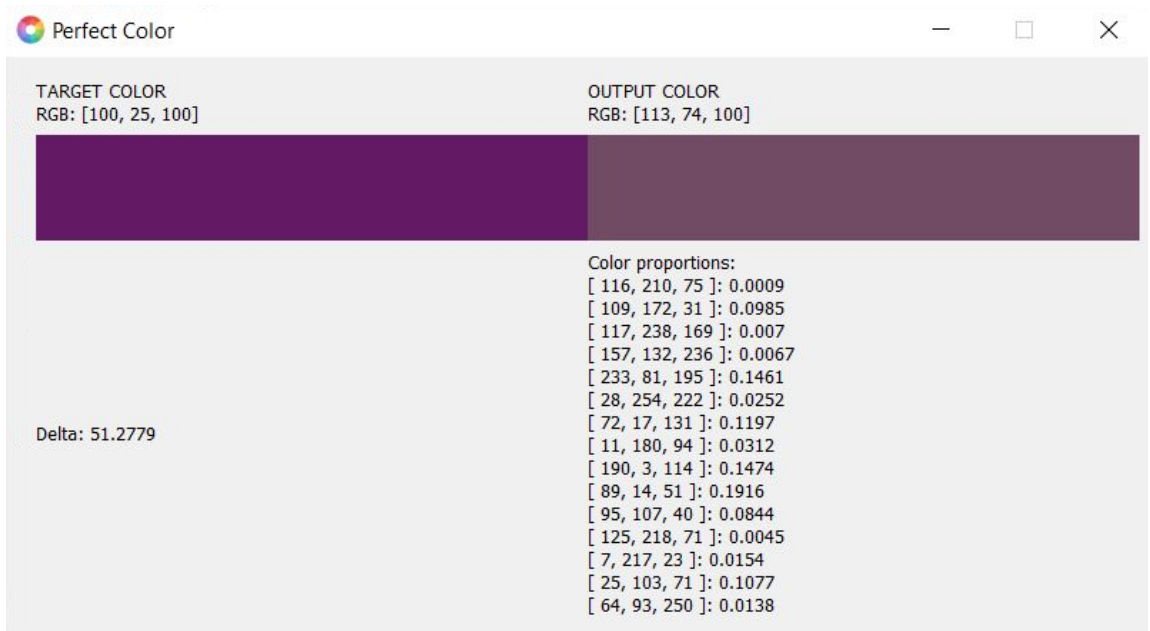 Perfect Color
TARGET COLOR
RGB: [100, 25, 100]
OUTPUT COLOR
RGB: [113, 74, 100]
Color proportions:
[ 116, 210, 75 ]: 0.0009
[ 109, 172, 31 ]: 0.0985
[ 117, 238, 169 ]: 0.007
[ 157, 132, 236 ]: 0.0067
[ 233, 81, 195 ]: 0.1461
[ 28, 254, 222 ]: 0.0252
[ 72, 17, 131 ]: 0.1197
[ 11, 180, 94 ]: 0.0312
[ 190, 3, 114 ]: 0.1474
[ 89, 14, 51 ]: 0.1916
[ 95, 107, 40 ]: 0.0844
[ 125, 218, 71 ]: 0.0045
[ 7, 217, 23 ]: 0.0154
[ 25, 103, 71 ]: 0.1077
[ 64, 93, 250 ]: 0.0138
Delta: 51.2779